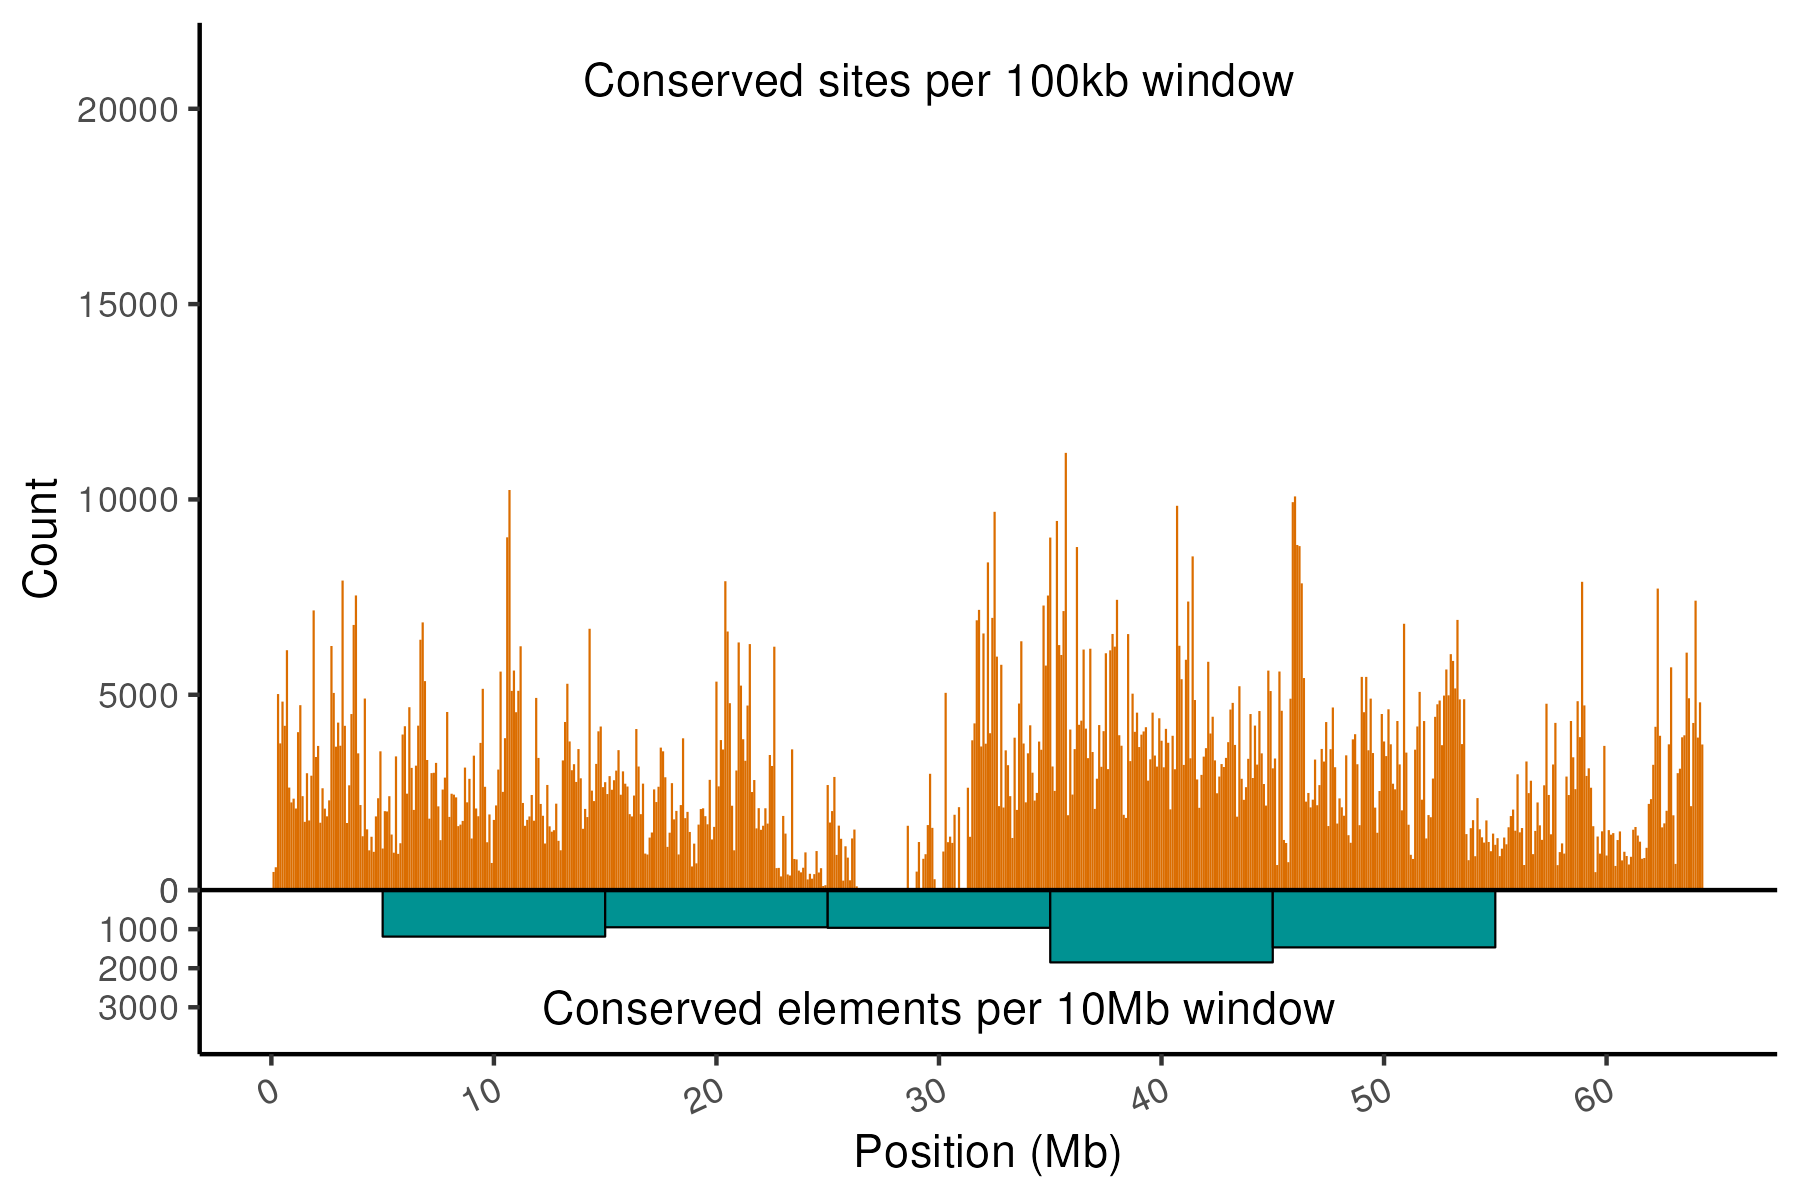 Conserved sites per 100kb window
20000
15000
10000
5000
0
1000
2000
3000
Count
Conserved elements per 10Mb window
0 10 20 30 40 50 60
Position (Mb)